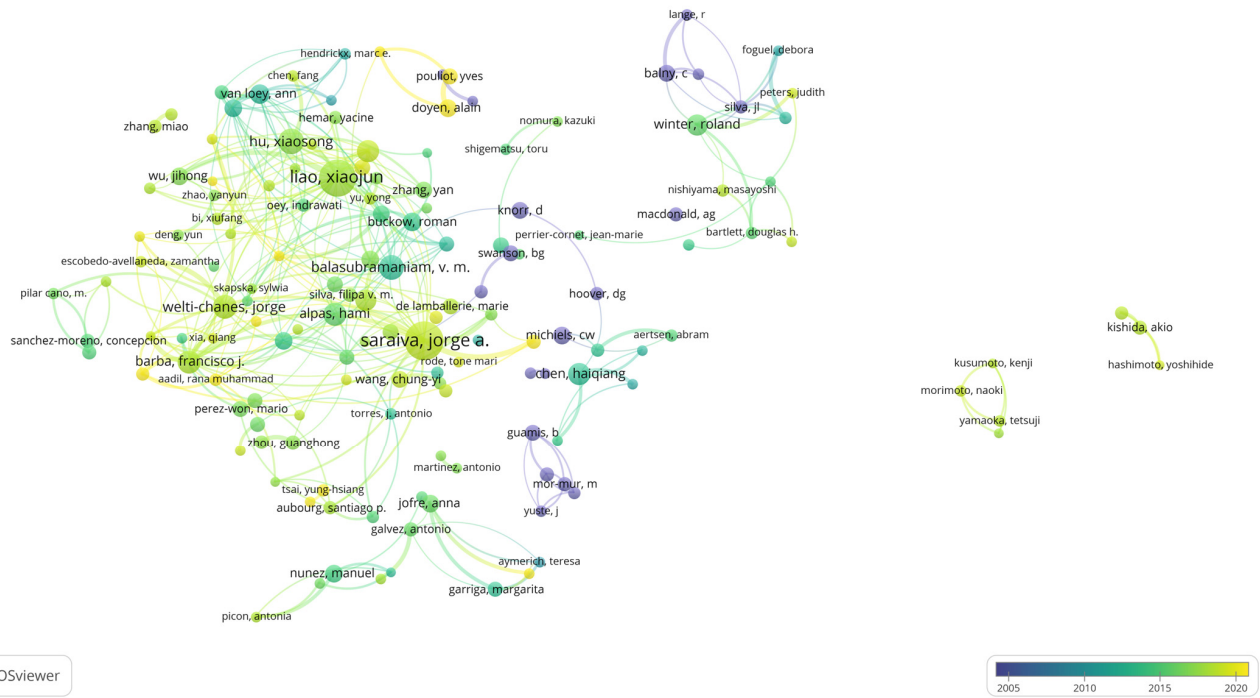 lange, r
hendrickx, marc e.
foguel, debora
chen, fang
pouliot, yves
balny, c
van loey, ann
peters, judith
doyen, alain
silva, jl
zhang, miao
hemar, yacine
nomura, kazuki
winter, roland
hu, xiaosong
shigematsu, toru
wu, jihong
liao, xiaojun
zhao, yanyun
yu, yong
zhang, yan
nishiyama, masayoshi
oey, indrawati
bi, xiufang
buckow, roman
knorr, d
macdonald, ag
deng, yun
perrier-cornet, jean-marie
bartlett, douglas h.
swanson, bg
escobedo-avellaneda, zamantha
balasubramaniam, v. m.
pilar cano, m.
skapska, sylwia
silva, filipa v. m.
hoover, dg
welti-chanes, jorge
alpas, hami
de lamballerie, marie
kishida, akio
sanchez-moreno, concepcion
xia, qiang
saraiva, jorge a.
michiels, cw
aertsen, abram
barba, francisco j.
rode, tone mari
kusumoto, kenji
hashimoto, yoshihide
aadil, rana muhammad
wang, chung-yi
chen, haiqiang
morimoto, naoki
perez-won, mario
torres, j. antonio
yamaoka, tetsuji
zhou, guanghong
guamis, b
martinez, antonio
mor-mur, m
tsai, yung-hsiang
aubourg, santiago p.
jofre, anna
yuste, j
galvez, antonio
aymerich, teresa
nunez, manuel
garriga, margarita
picon, antonia
OSviewer
2005 2010 2015 2020